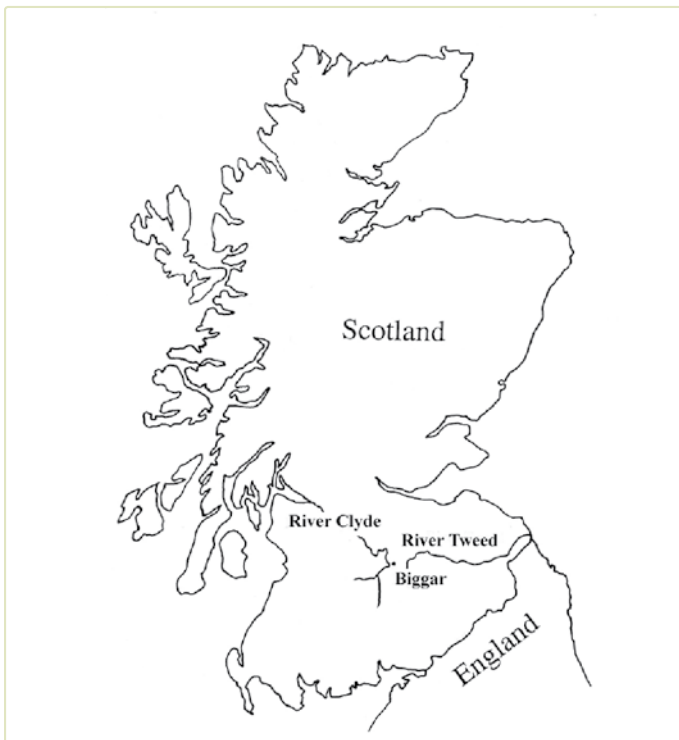 Scotland
River Clyde
River Tweed
Biggar
England